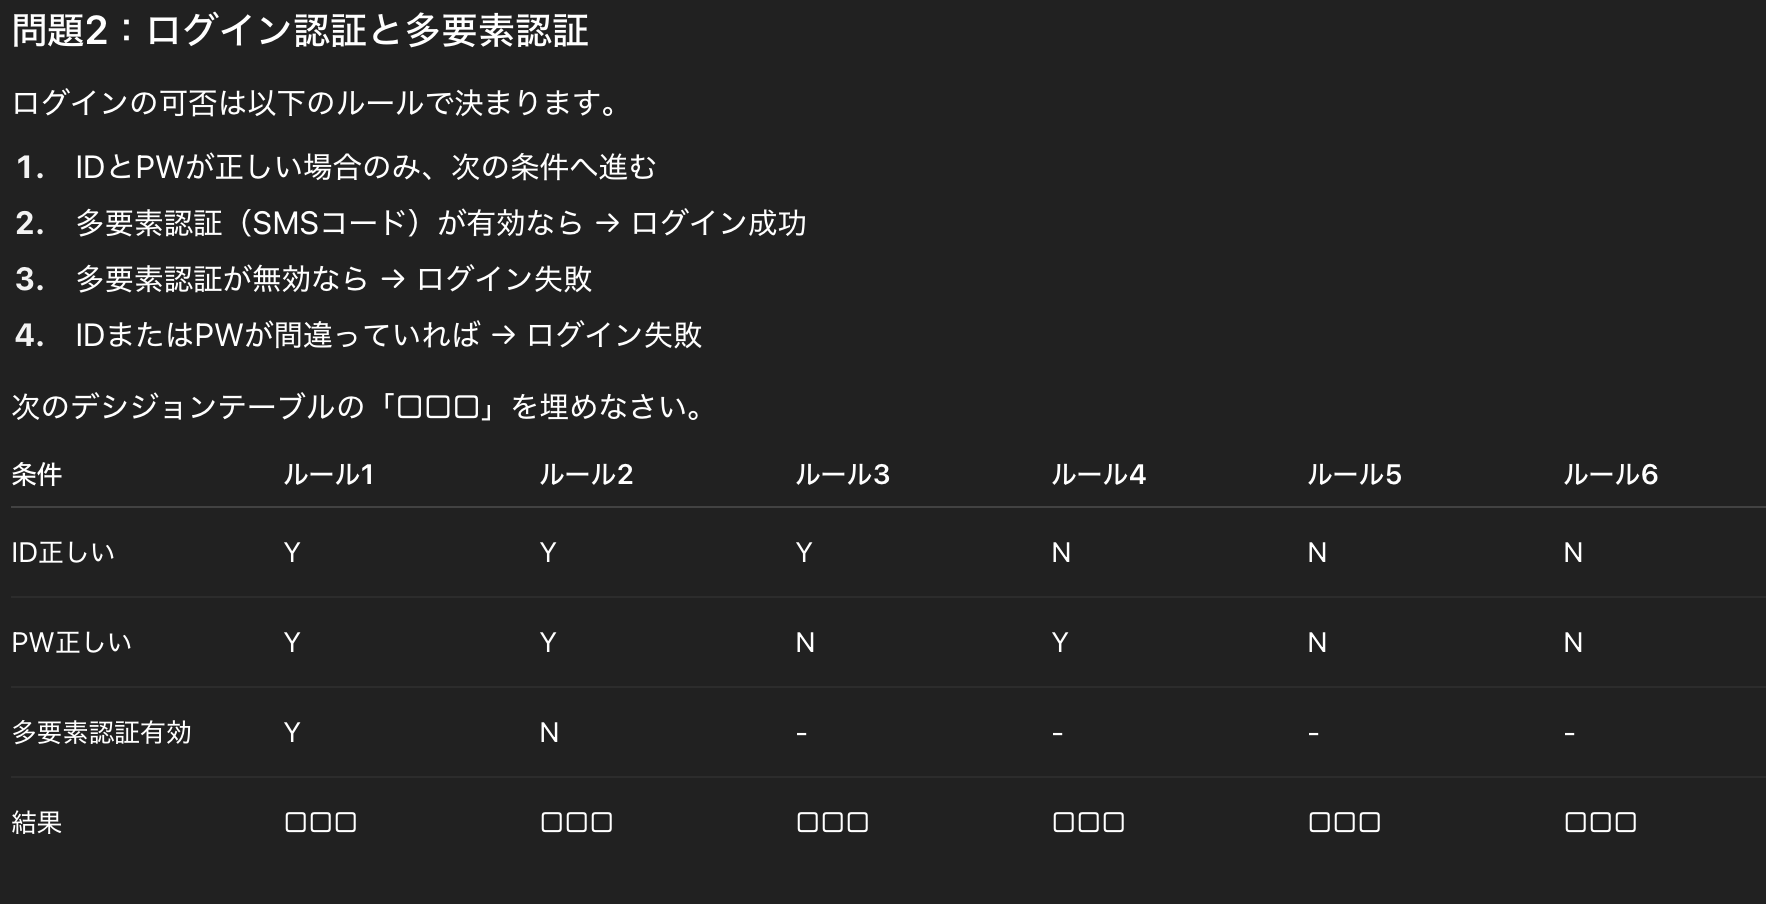 問題2：ログイン認証と多要素認証
ログインの可否は以下のルールで決まります。
1. IDとPWが正しい場合のみ、次の条件へ進む
2. 多要素認証（SMSコード）が有効なら → ログイン成功
3. 多要素認証が無効なら → ログイン失敗
4. IDまたはPWが間違っていれば → ログイン失敗
次のデシジョンテーブルの「▢▢▢」を埋めなさい。
条件 ルール1 ルール2 ルール3 ルール4 ルール5 ルール6
ID正しい Y Y Y N N N
PW正しい Y Y N Y N N
多要素認証有効 Y N - - - -
結果 ▢▢▢ ▢▢▢ ▢▢▢ ▢▢▢ ▢▢▢ ▢▢▢